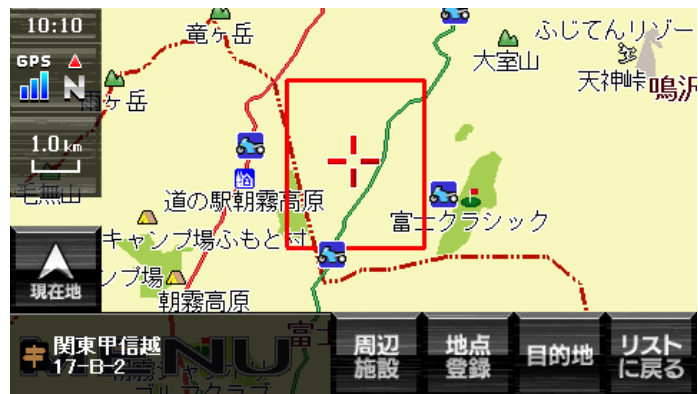 10:10
竜ヶ岳
ふじてんリゾー
大室山
天神峠
鳴沢
GPS
N
雨ヶ岳
1.0km
毛無山
道の駅朝霧高原
富士クラシック
キャンプ場ふもと村
ンプ場
朝霧高原
現在地
富士
関東甲信越
17-B-2
MENU
周辺
施設
地点
登録
目的地
リスト
に戻る